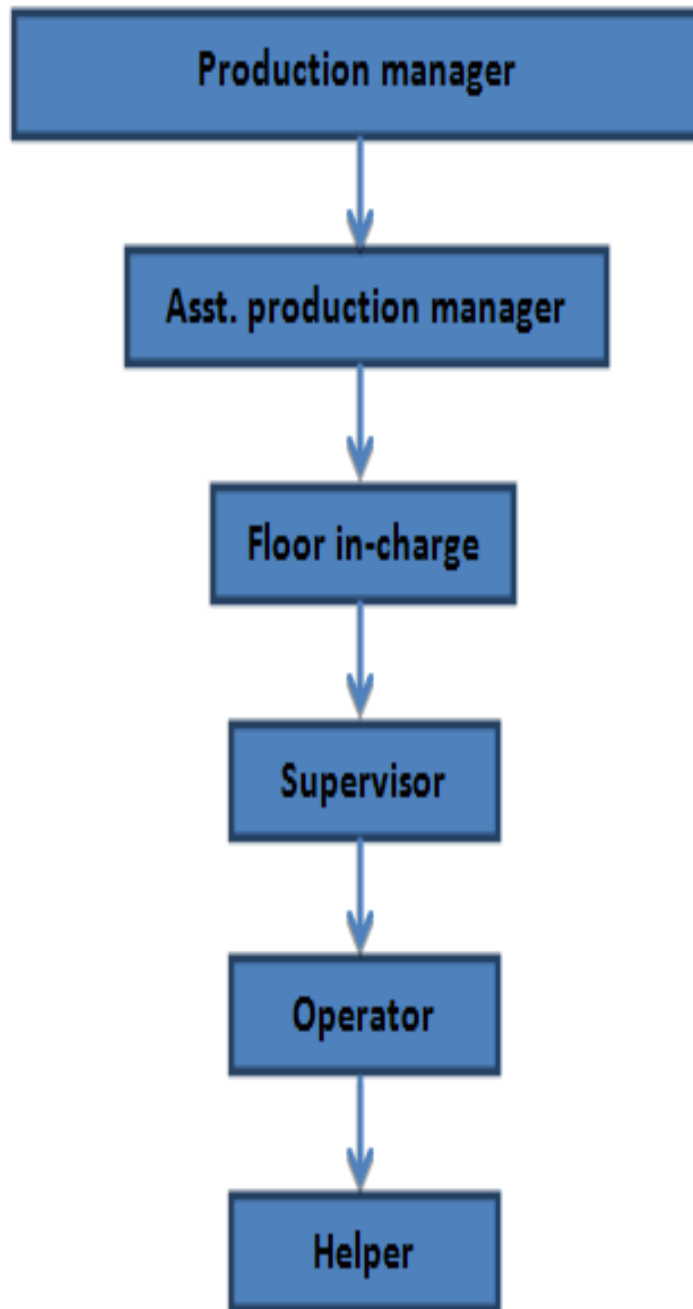 Production manager
Asst. production manager
Floor in-charge
Supervisor
Operator
Helper